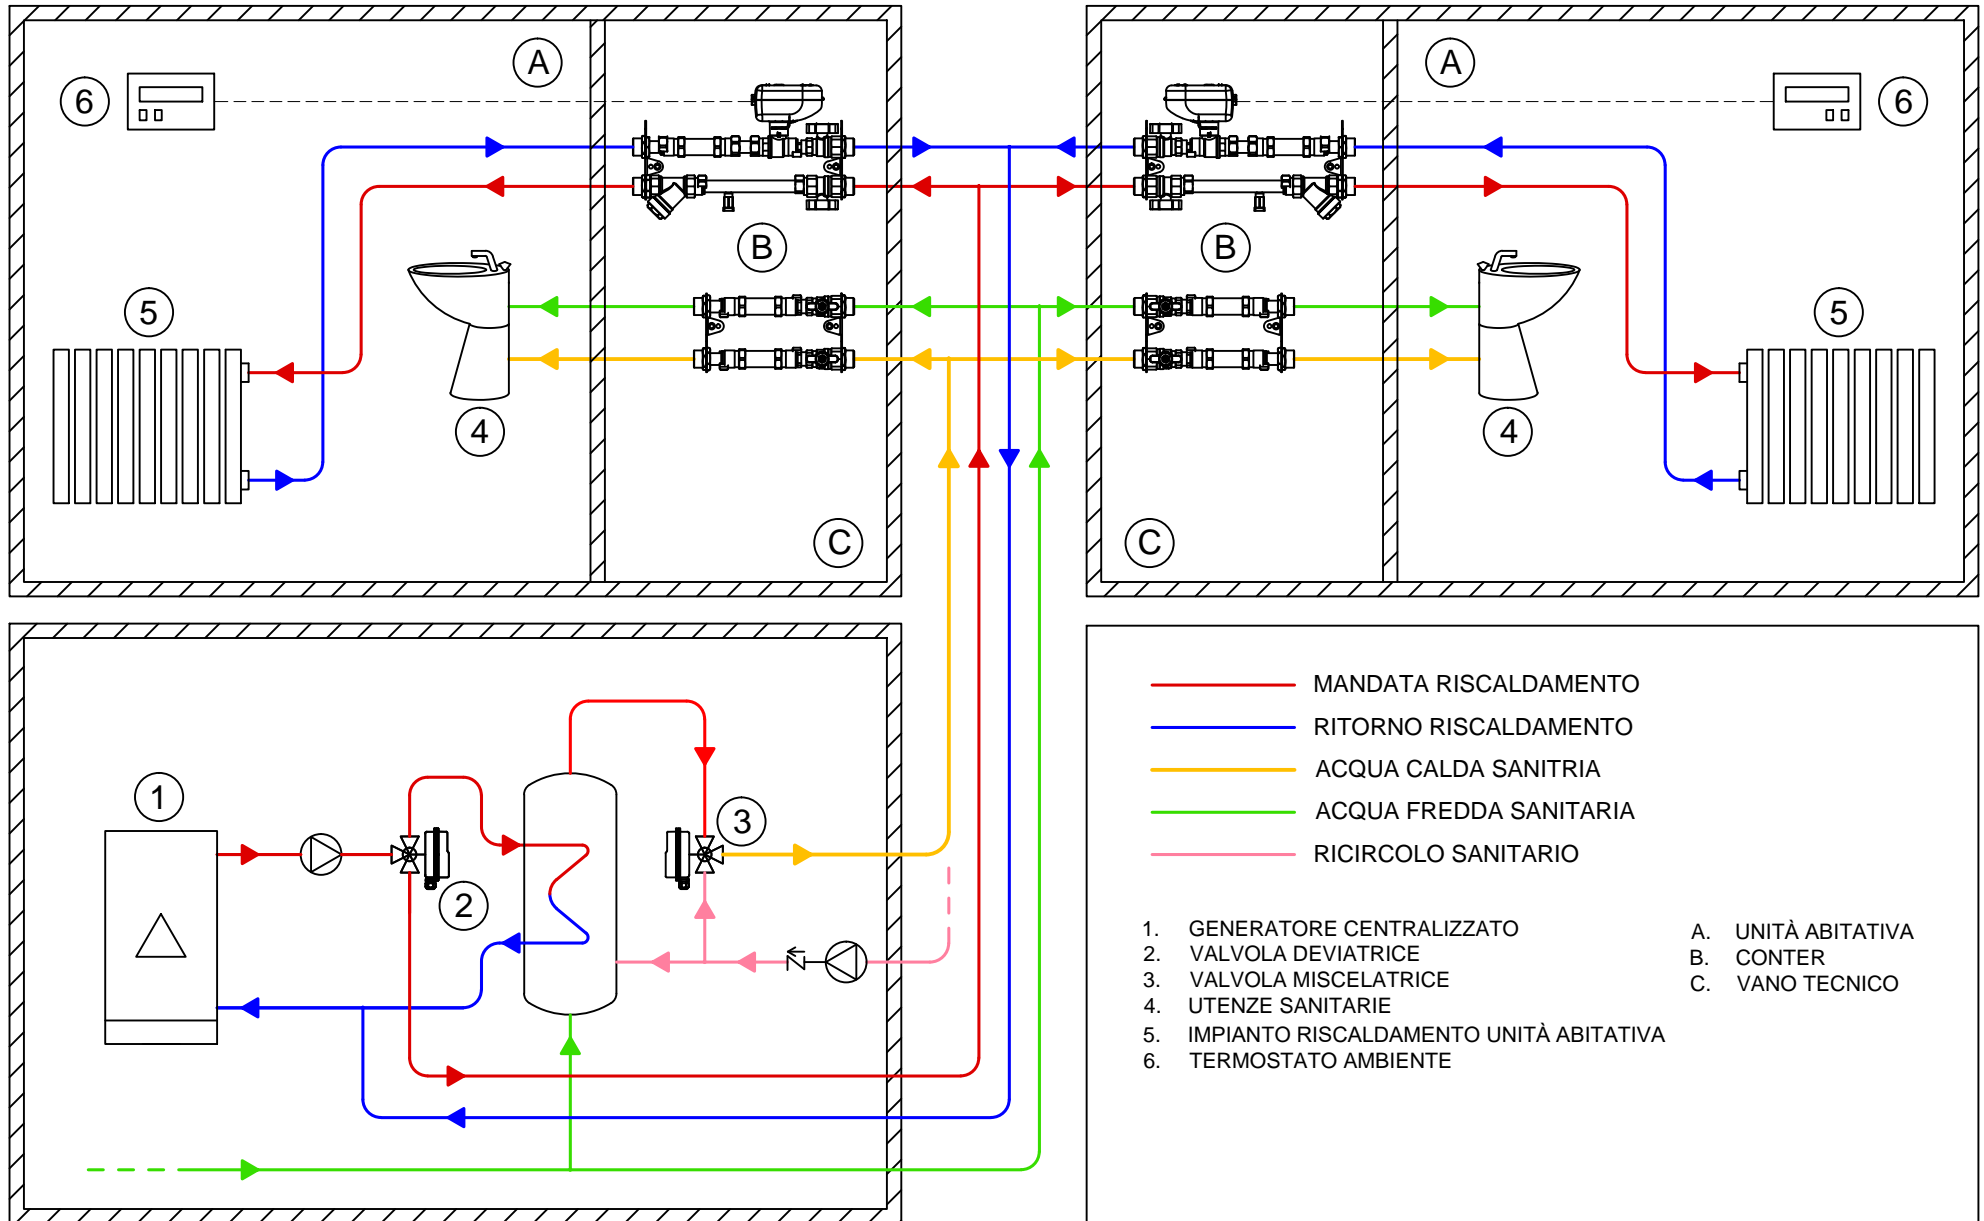 A
A
6
6
B
B
5
5
4
4
C
C
1
2
3
MANDATA RISCALDAMENTO
RITORNO RISCALDAMENTO
ACQUA CALDA SANITRIA
ACQUA FREDDA SANITARIA
RICIRCOLO SANITARIO
1. GENERATORE CENTRALIZZATO
2. VALVOLA DEVIATRICE
3. VALVOLA MISCELATRICE
4. UTENZE SANITARIE
5. IMPIANTO RISCALDAMENTO UNITÀ ABITATIVA
6. TERMOSTATO AMBIENTE
A. UNITÀ ABITATIVA
B. CONTER
C. VANO TECNICO